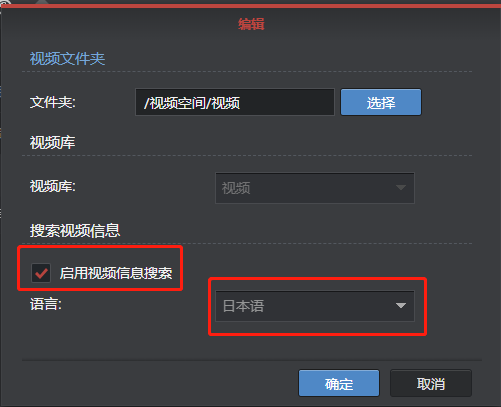 编辑
视频文件夹
文件夹: /视频空间/视频 选择
视频库
视频库: 视频
搜索视频信息
启用视频信息搜索
语言: 日本语
确定 取消